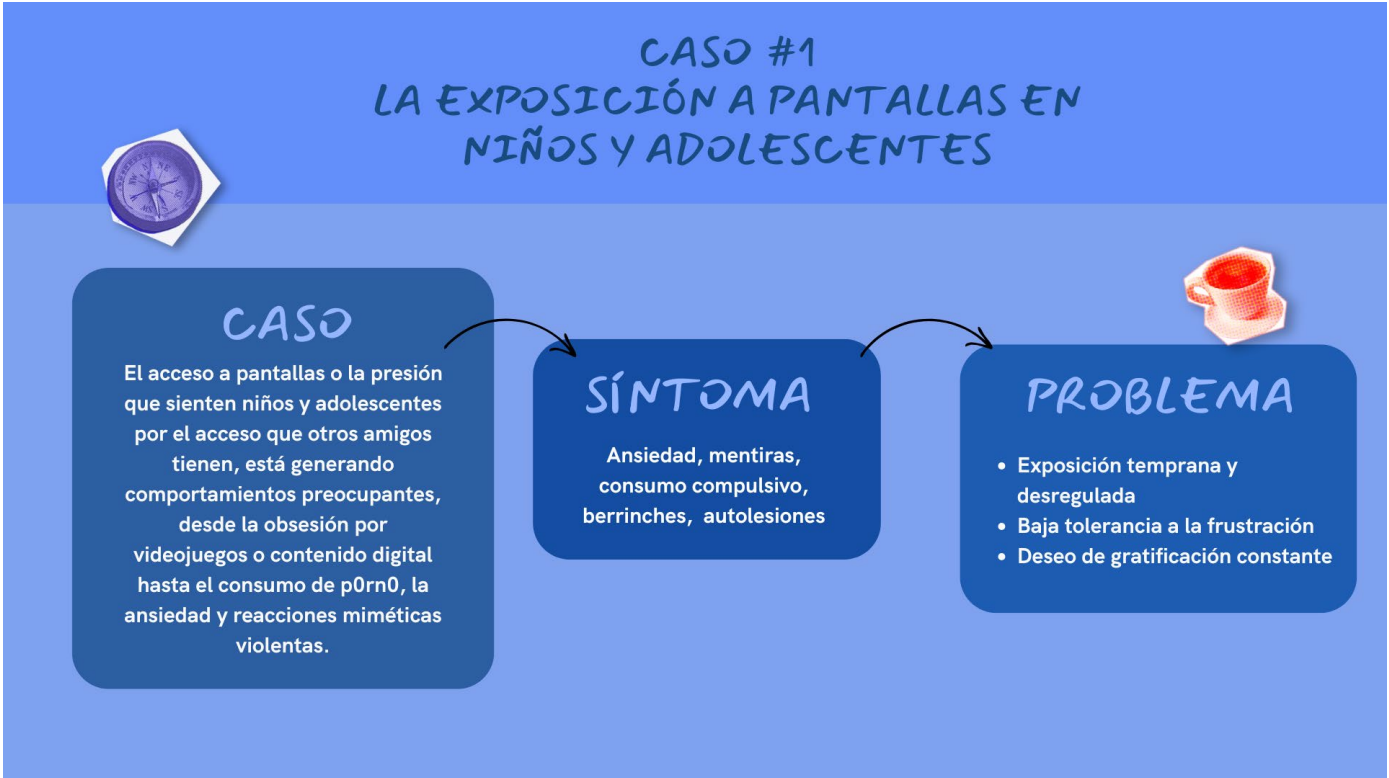 CASO #1
LA EXPOSICIÓN A PANTALLAS EN
NIÑOS Y ADOLESCENTES
CASO
El acceso a pantallas o la presión
que sienten niños y adolescentes
por el acceso que otros amigos
tienen, está generando
comportamientos preocupantes,
desde la obsesión por
videojuegos o contenido digital
hasta el consumo de p0rn0, la
ansiedad y reacciones miméticas
violentas.
SÍNTOMA
Ansiedad, mentiras,
consumo compulsivo,
berrinches, autolesiones
PROBLEMA
• Exposición temprana y
desregulada
• Baja tolerancia a la frustración
• Deseo de gratificación constante